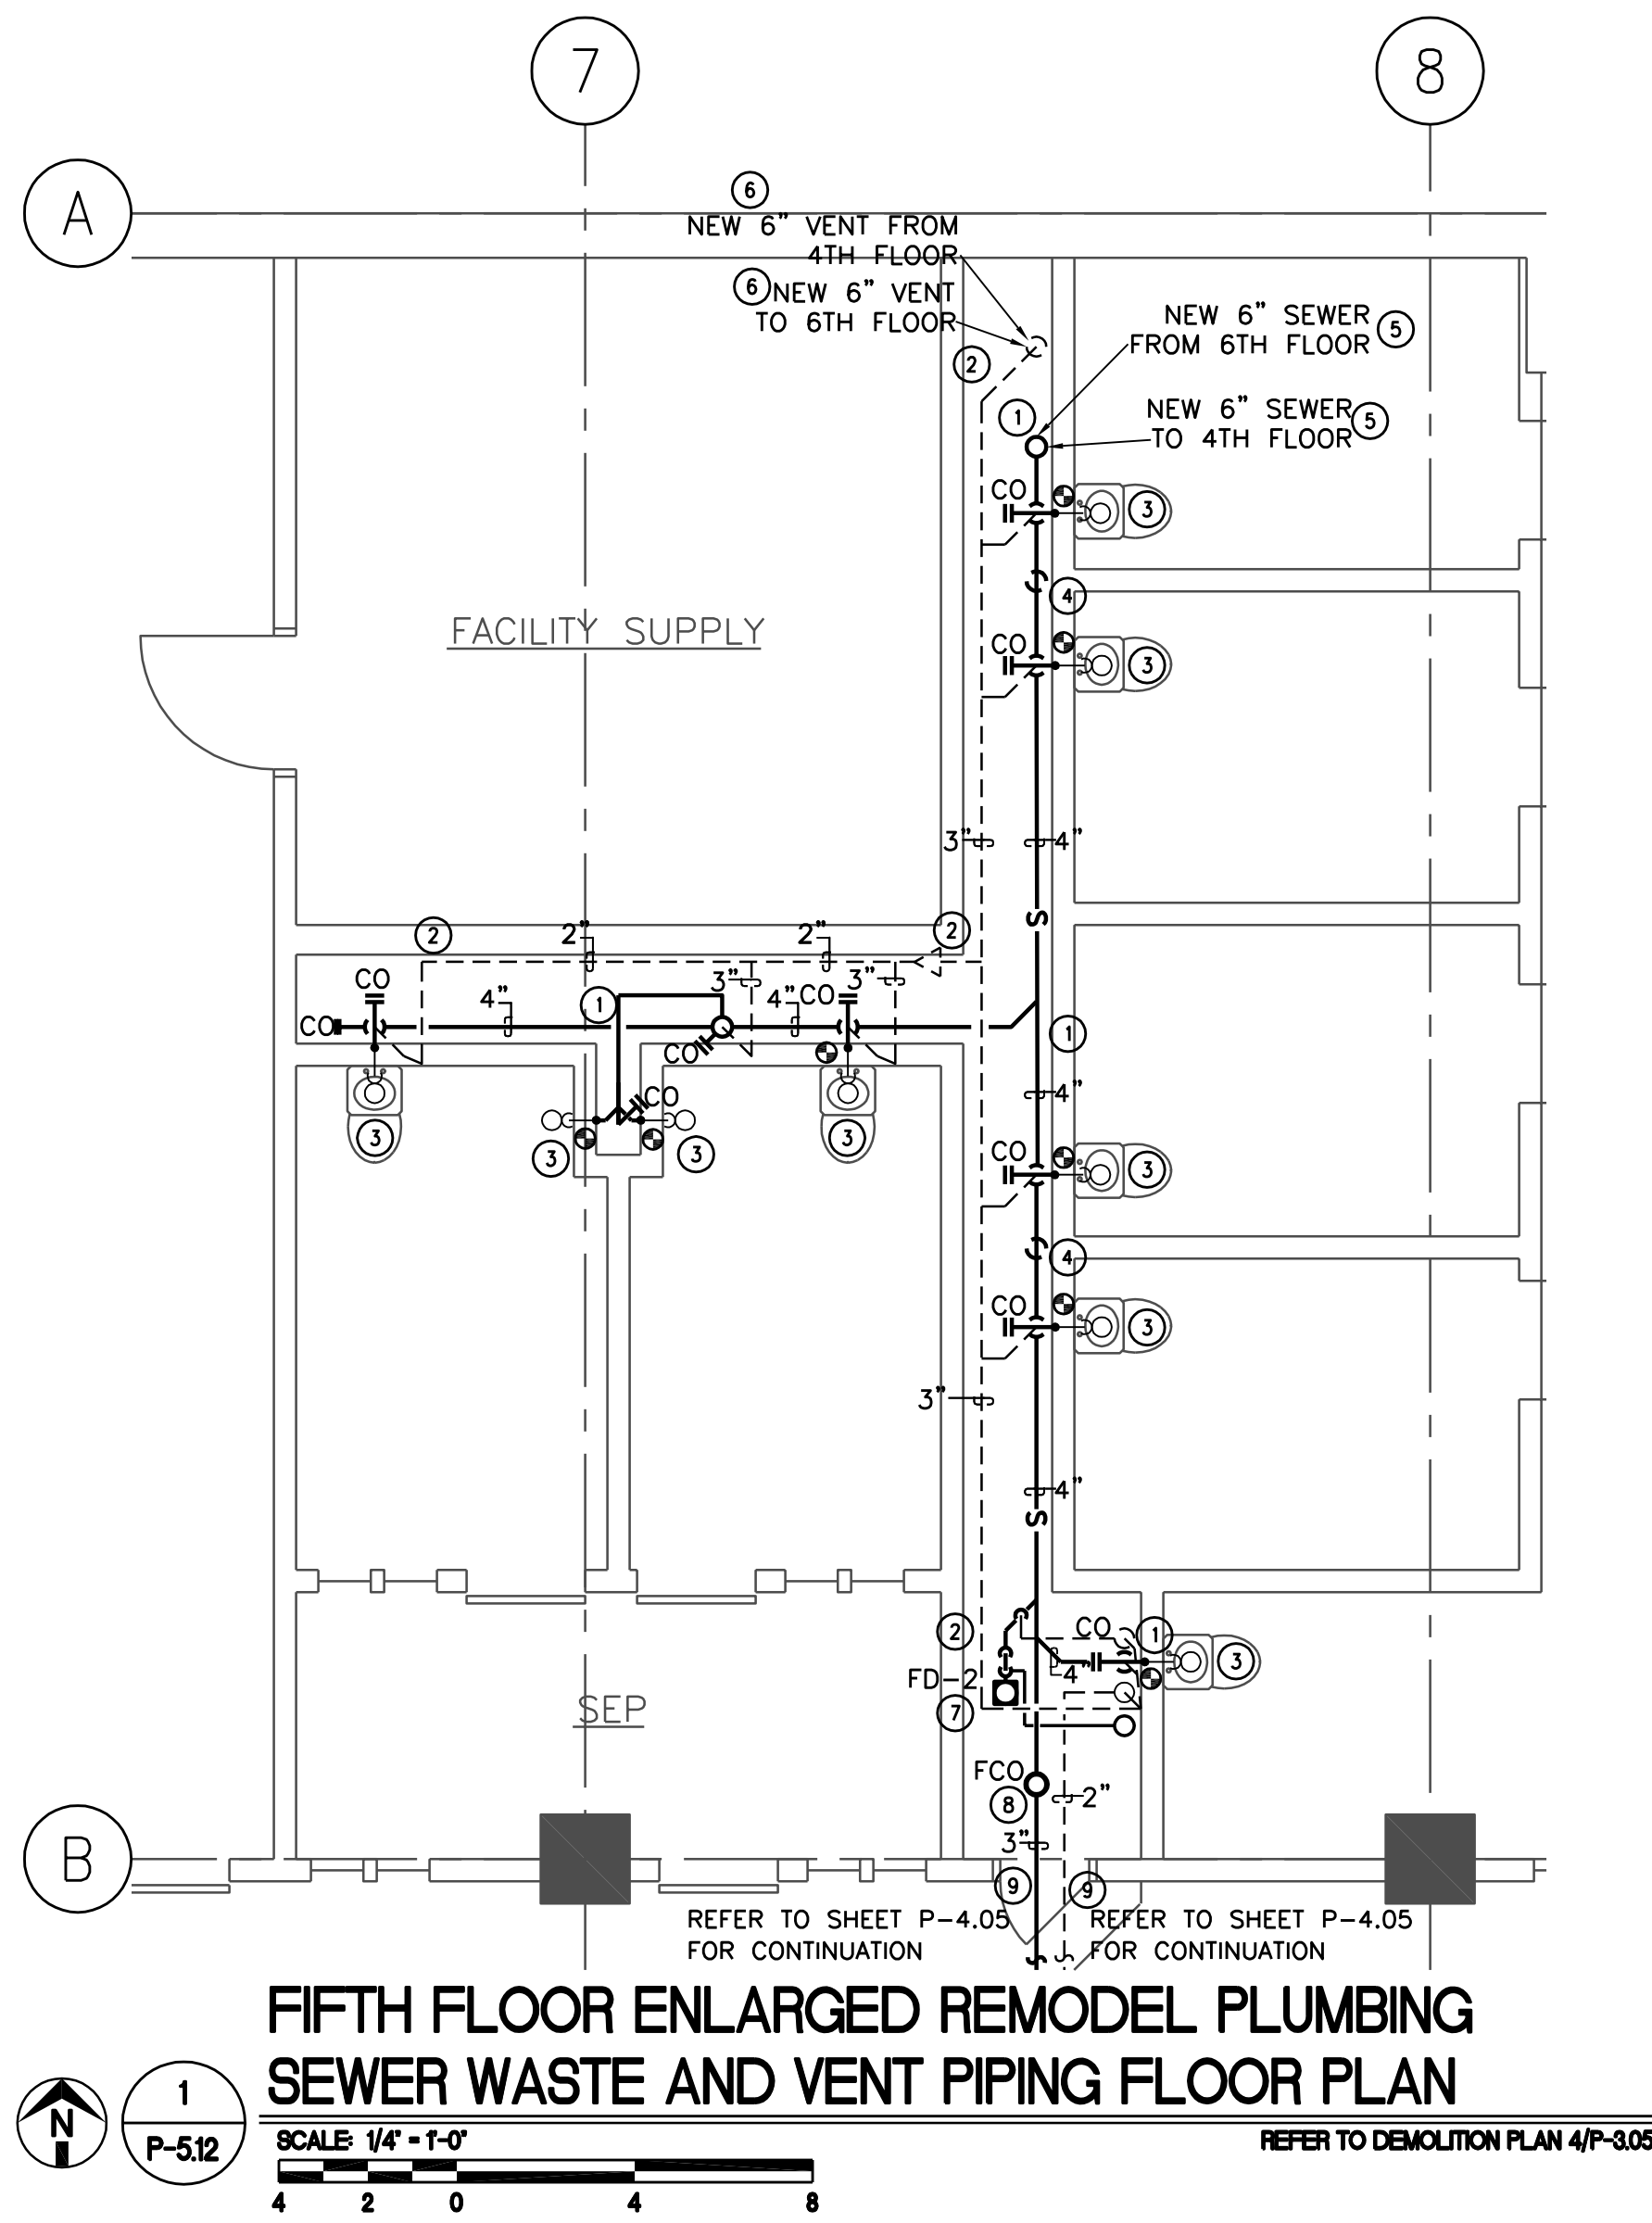 7
8
A
6
NEW 6" VENT FROM
4TH FLOOR
6 NEW 6" VENT
TO 6TH FLOOR
NEW 6" SEWER
FROM 6TH FLOOR 5
2
1
NEW 6" SEWER 5
TO 4TH FLOOR
CO
3
4
FACILITY SUPPLY
CO
3
3" 4"
S
2
2"
2"
2
CO
3"
3"
4"
1
4"
CO
CO
1
CO
CO
4"
3
3
3
3
CO
3
4
CO
3
3"
4"
S
2
CO
1
3
FD-2
4"
7
SEP
FCO
8
2"
3"
B
9
9
REFER TO SHEET P-4.05
FOR CONTINUATION
REFER TO SHEET P-4.05
FOR CONTINUATION
FIFTH FLOOR ENLARGED REMODEL PLUMBING
SEWER WASTE AND VENT PIPING FLOOR PLAN
N
1
P-5.12
SCALE: 1/4" = 1'-0"
REFER TO DEMOLITION PLAN 4/P-3.05
4 2 0 4 8